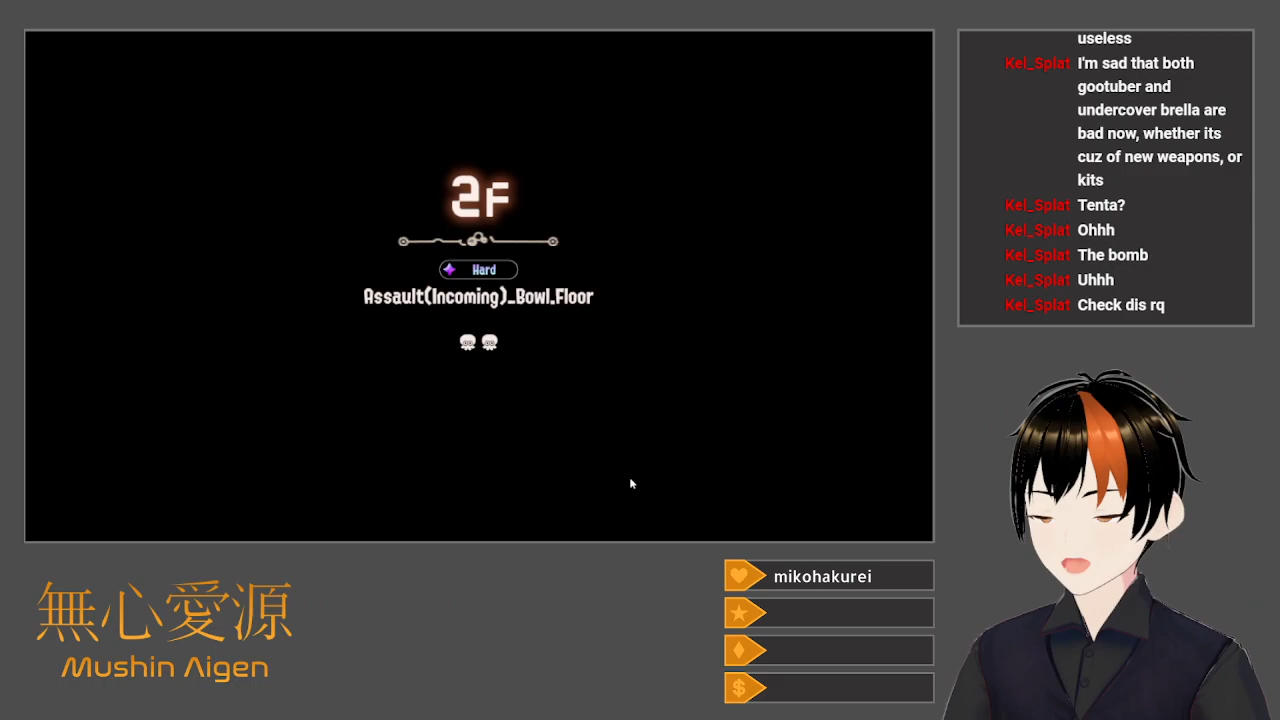 2F
Hard
Assault(Incoming)_Bowl.Floor
useless
Kel_Splat I'm sad that both
gootuber and
undercover brella are
bad now, whether its
cuz of new weapons, or
kits
Kel_Splat Tenta?
Kel_Splat Ohhh
Kel_Splat The bomb
Kel_Splat Uhhh
Kel_Splat Check dis rq
無心愛源
Mushin Aigen
mikohakurei